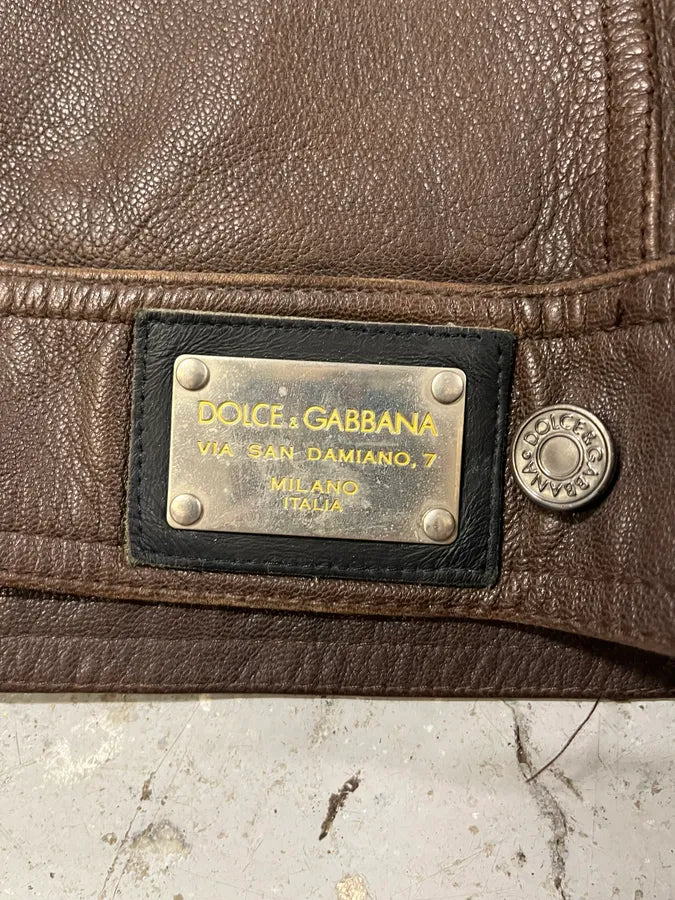 DOLCE & GABBANA
VIA SAN DAMIANO, 7
MILANO
ITALIA
DOLCE&GABBANA